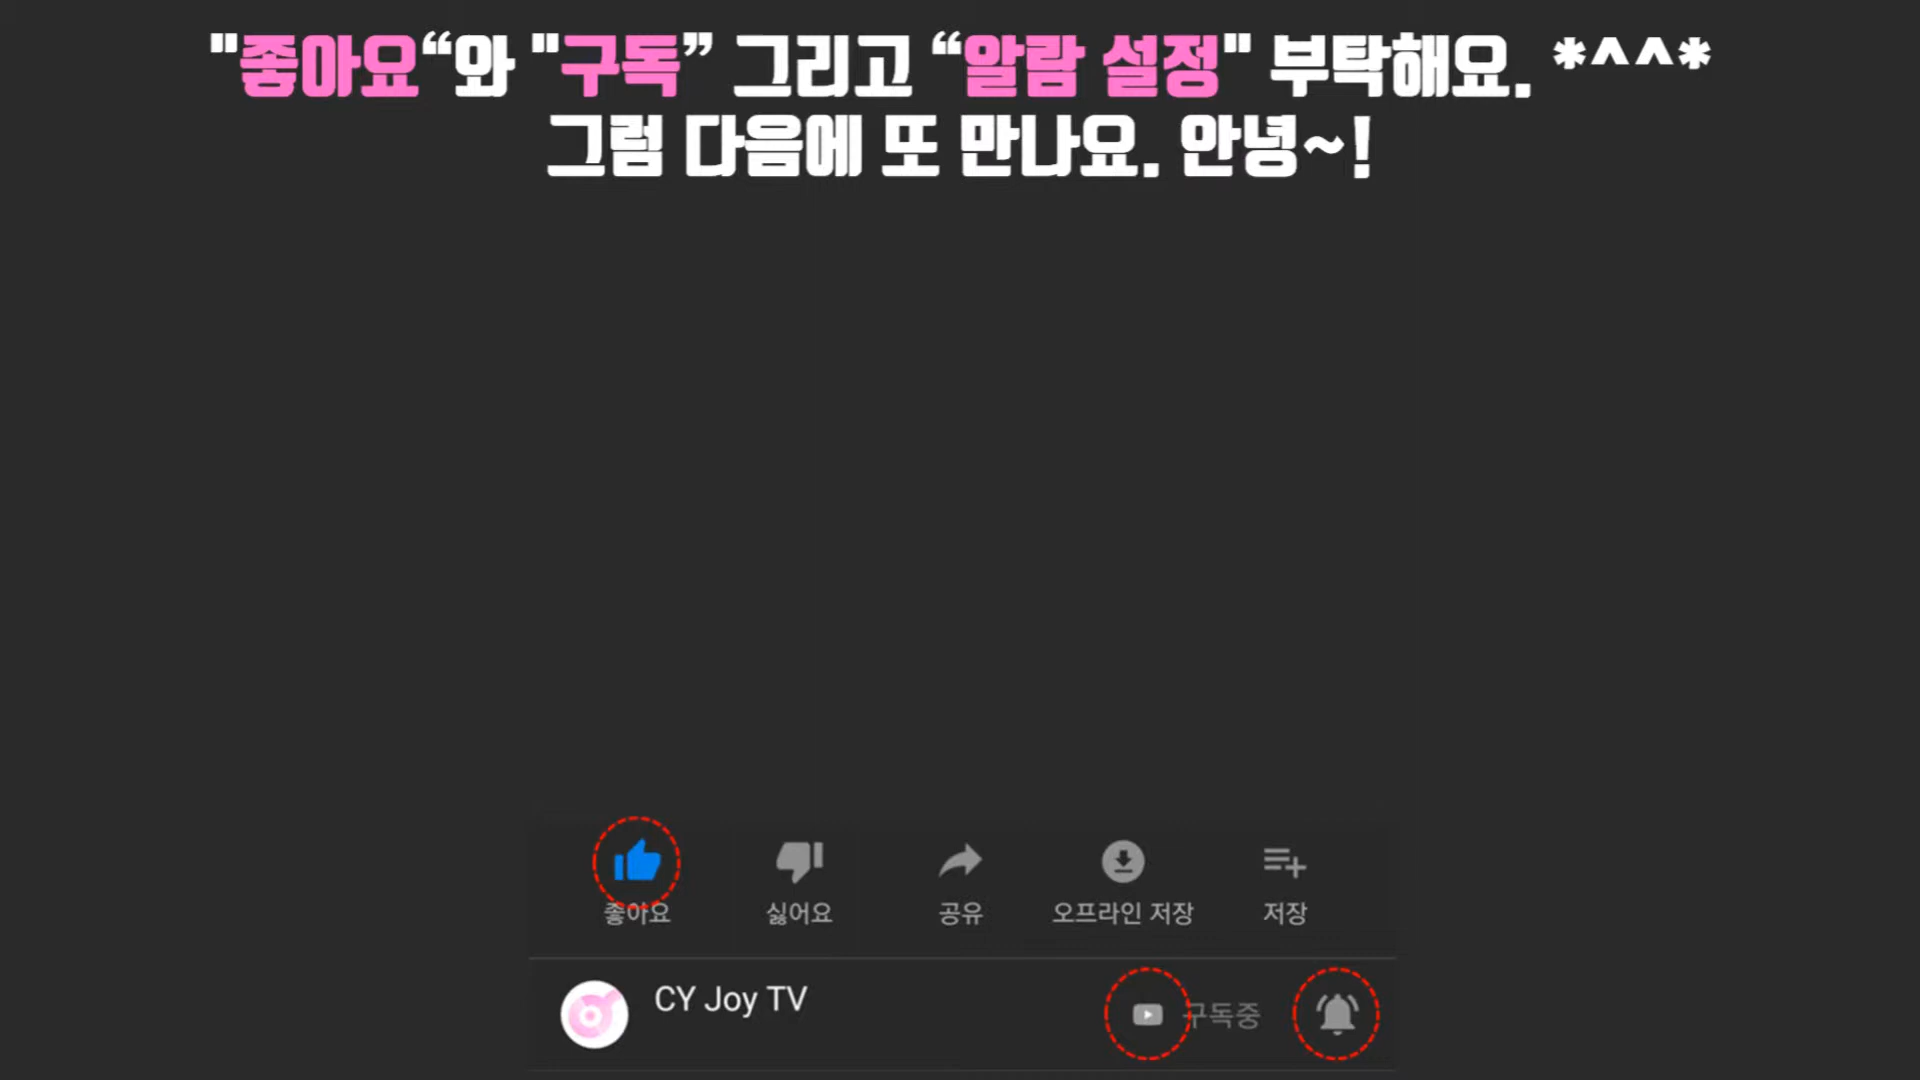 "좋아요“와 "구독” 그리고 “알람 설정" 부탁해요. *^^*
그럼 다음에 또 만나요. 안녕~!
좋아요 싫어요 공유 오프라인 저장 저장
CY Joy TV 구독중